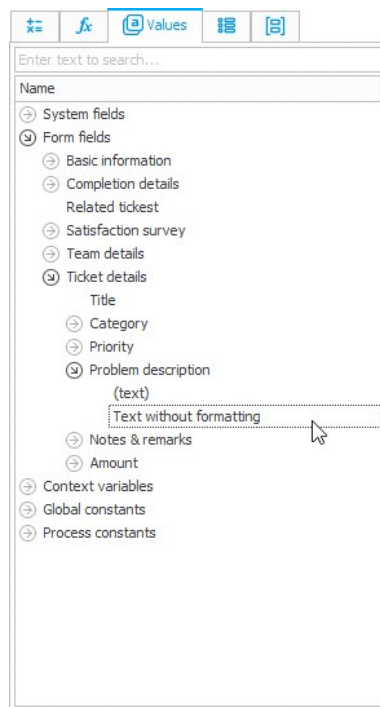 +- x= fx a Values
Enter text to search...
Name
System fields
Form fields
Basic information
Completion details
Related tickest
Satisfaction survey
Team details
Ticket details
Title
Category
Priority
Problem description
(text)
Text without formatting
Notes & remarks
Amount
Context variables
Global constants
Process constants